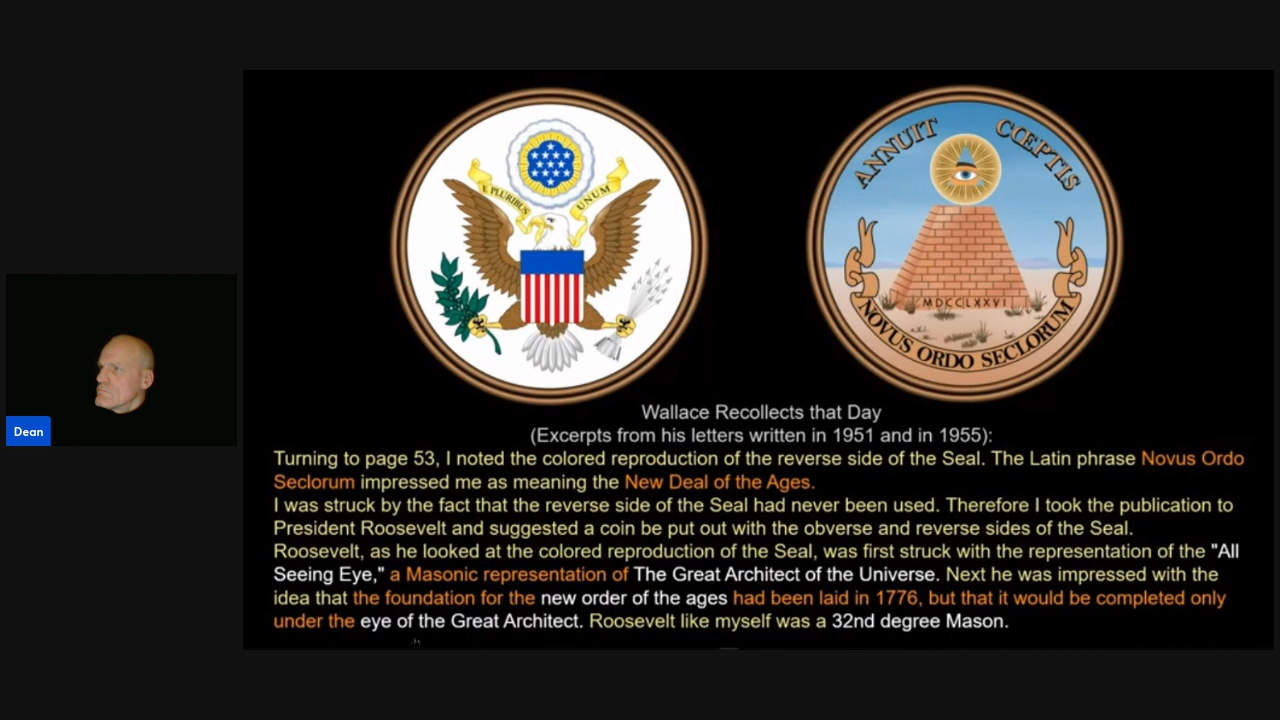 E PLURIBUS UNUM
ANNUIT CŒPTIS
MDCCLXXVI
NOVUS ORDO SECLORUM
Dean
Wallace Recollects that Day
(Excerpts from his letters written in 1951 and in 1955):
Turning to page 53, I noted the colored reproduction of the reverse side of the Seal. The Latin phrase Novus Ordo
Seclorum impressed me as meaning the New Deal of the Ages.
I was struck by the fact that the reverse side of the Seal had never been used. Therefore I took the publication to
President Roosevelt and suggested a coin be put out with the obverse and reverse sides of the Seal.
Roosevelt, as he looked at the colored reproduction of the Seal, was first struck with the representation of the "All
Seeing Eye," a Masonic representation of The Great Architect of the Universe. Next he was impressed with the
idea that the foundation for the new order of the ages had been laid in 1776, but that it would be completed only
under the eye of the Great Architect. Roosevelt like myself was a 32nd degree Mason.